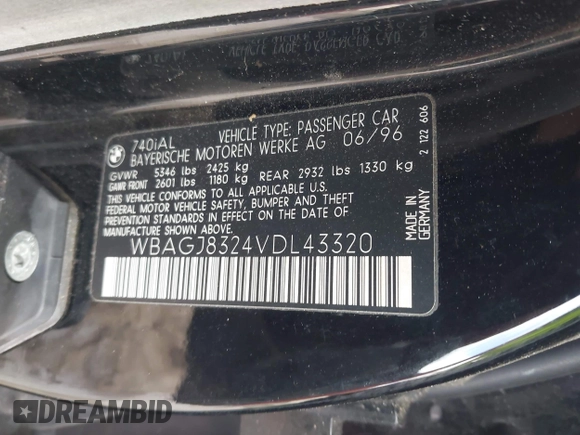 740iAL VEHICLE TYPE: PASSENGER CAR
BAYERISCHE MOTOREN WERKE AG 06/96
GVWR 5346 lbs 2425 kg
GAWR FRONT 2601 lbs 1180 kg REAR 2932 lbs 1330 kg
THIS VEHICLE CONFORMS TO ALL APPLICABLE U.S.
FEDERAL MOTOR VEHICLE SAFETY, BUMPER AND THEFT
PREVENTION STANDARDS IN EFFECT ON THE DATE OF
MANUFACTURE SHOWN ABOVE.
WBAGJ8324VDL43320
MADE IN
GERMANY
2 122 606
DREAMBID